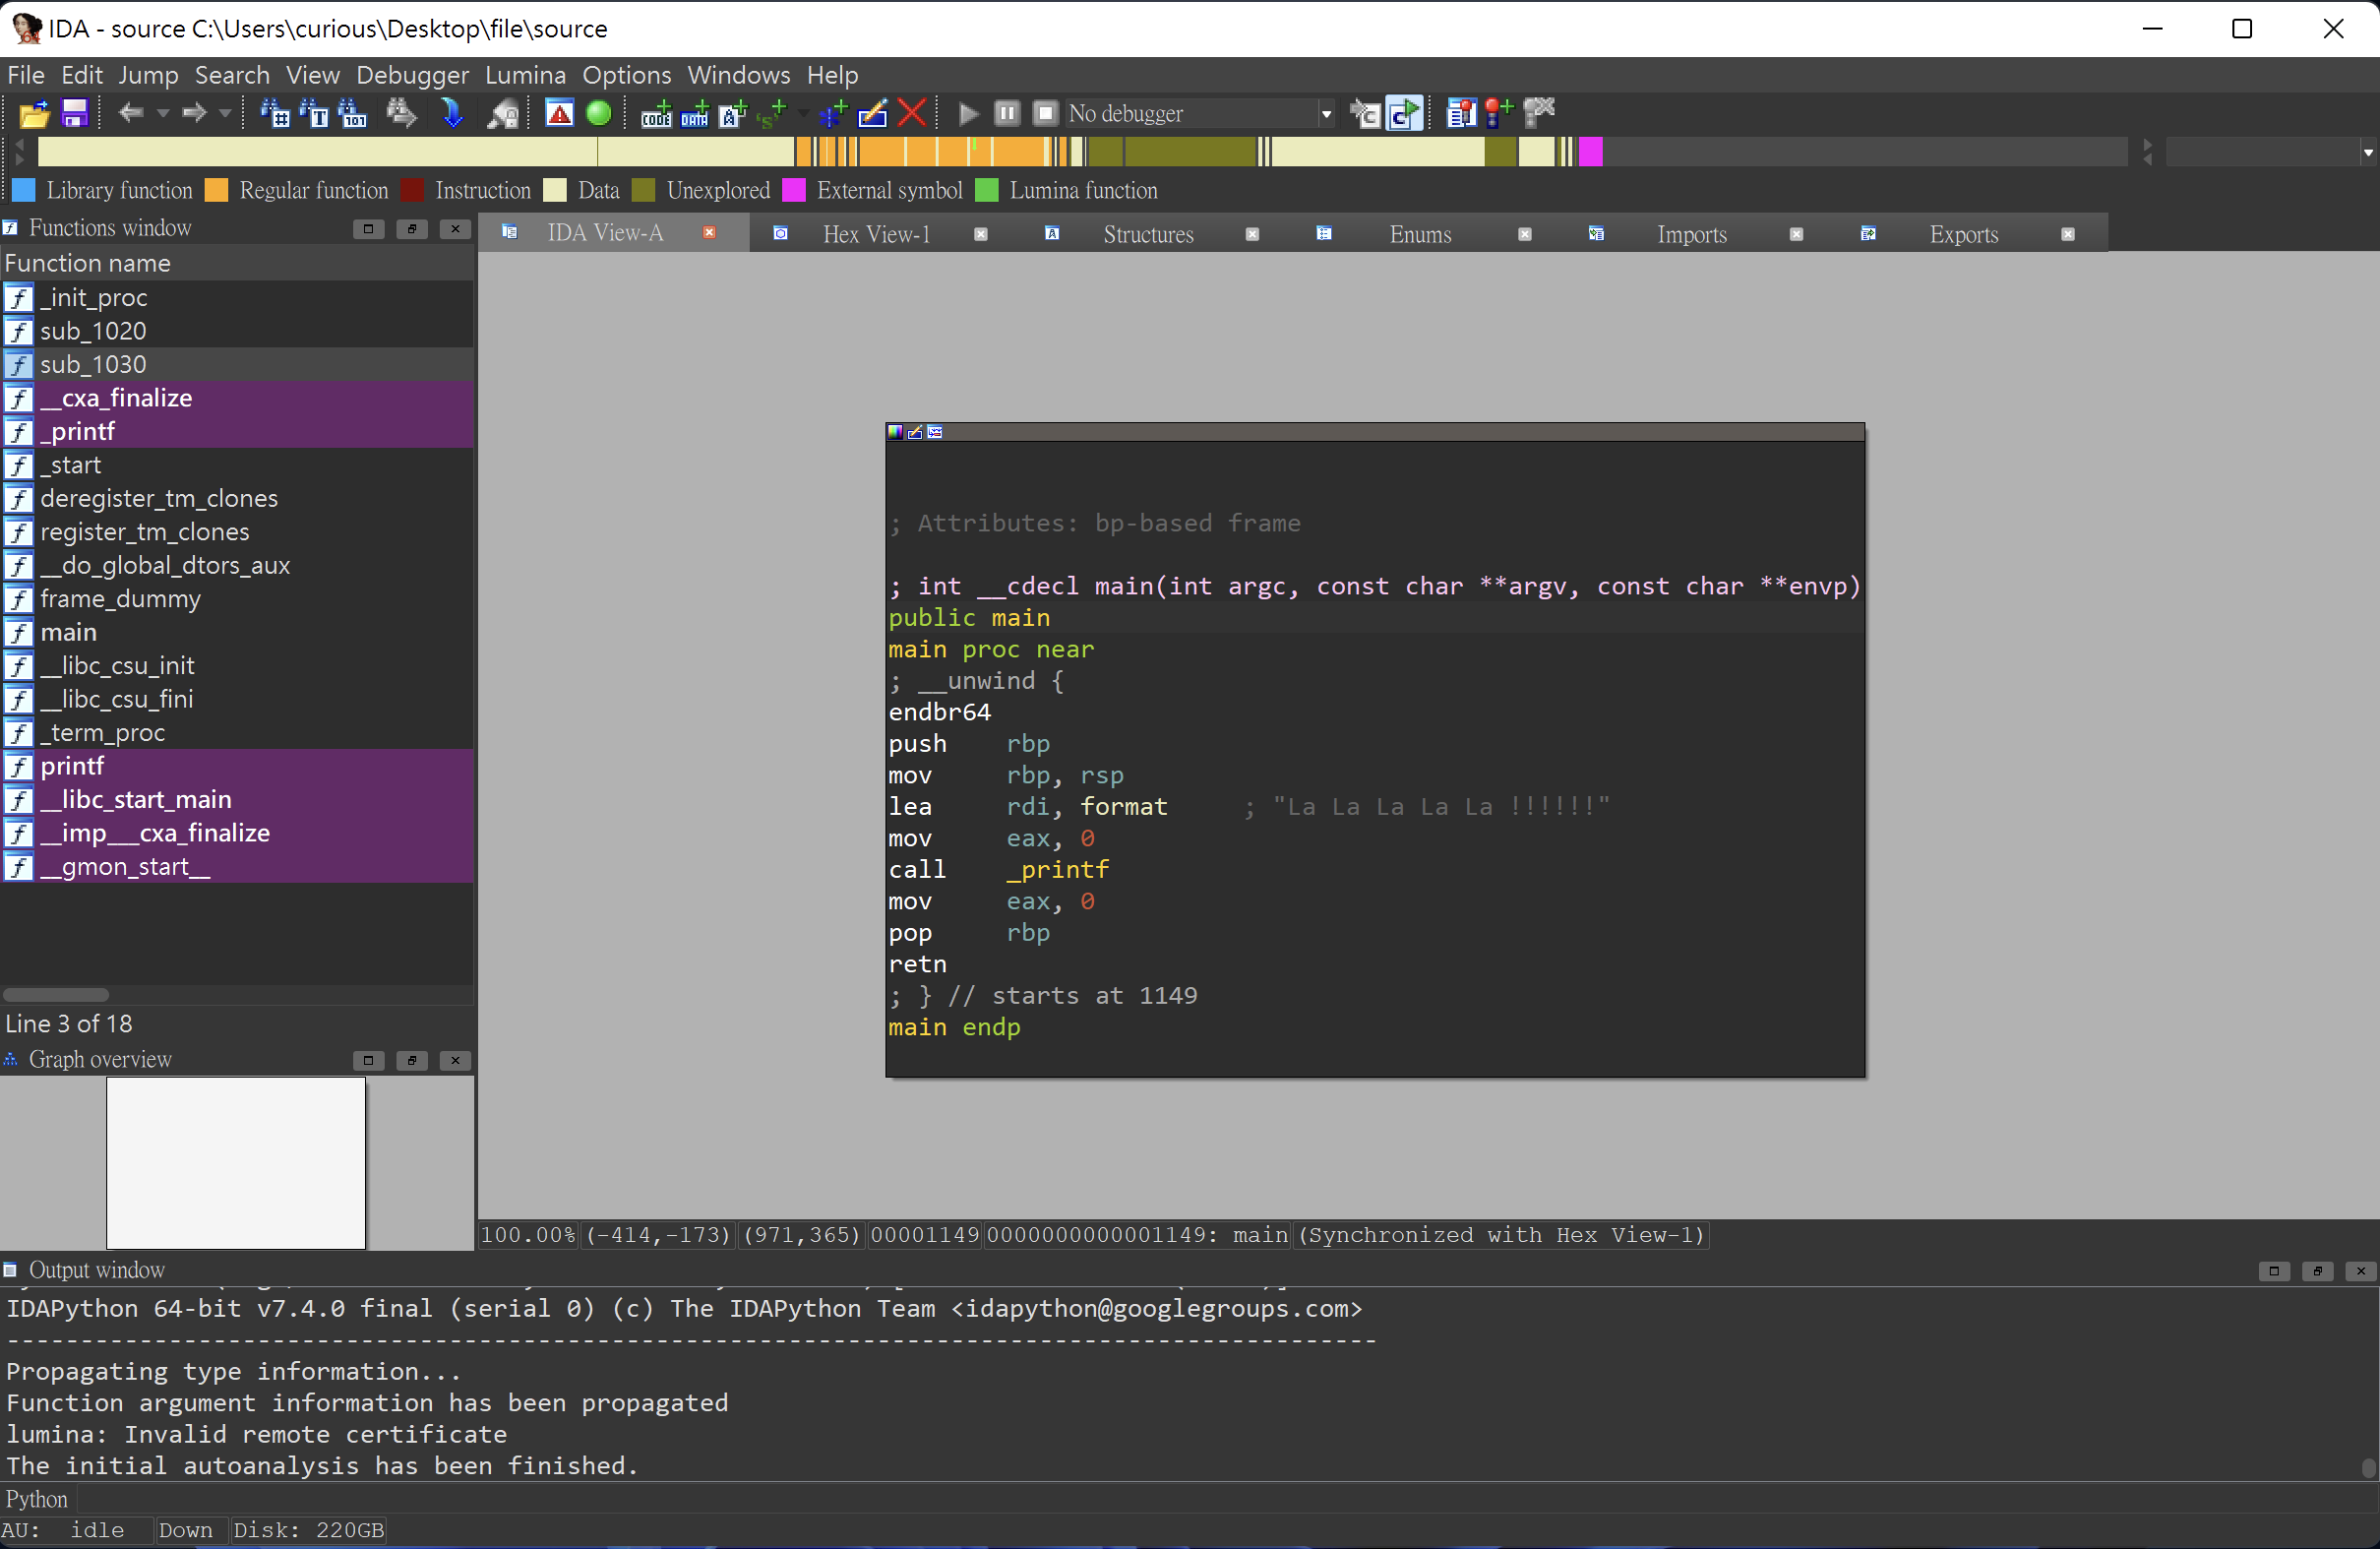 IDA - source C:\Users\curious\Desktop\file\source
File Edit Jump Search View Debugger Lumina Options Windows Help
No debugger
Library function Regular function Instruction Data Unexplored External symbol Lumina function
Functions window
Function name
_init_proc
sub_1020
sub_1030
__cxa_finalize
_printf
_start
deregister_tm_clones
register_tm_clones
__do_global_dtors_aux
frame_dummy
main
__libc_csu_init
__libc_csu_fini
_term_proc
printf
__libc_start_main
__imp___cxa_finalize
__gmon_start__
Line 3 of 18
Graph overview
IDA View-A Hex View-1 Structures Enums Imports Exports
; Attributes: bp-based frame
; int __cdecl main(int argc, const char **argv, const char **envp)
public main
main proc near
; __unwind {
endbr64
push rbp
mov rbp, rsp
lea rdi, format ; "La La La La La !!!!!!"
mov eax, 0
call _printf
mov eax, 0
pop rbp
retn
; } // starts at 1149
main endp
100.00% (-414,-173) (971,365) 00001149 0000000000001149: main (Synchronized with Hex View-1)
Output window
IDAPython 64-bit v7.4.0 final (serial 0) (c) The IDAPython Team <idapython@googlegroups.com>
---------------------------------------------------------------------------------------------
Propagating type information...
Function argument information has been propagated
lumina: Invalid remote certificate
The initial autoanalysis has been finished.
Python
AU: idle Down Disk: 220GB